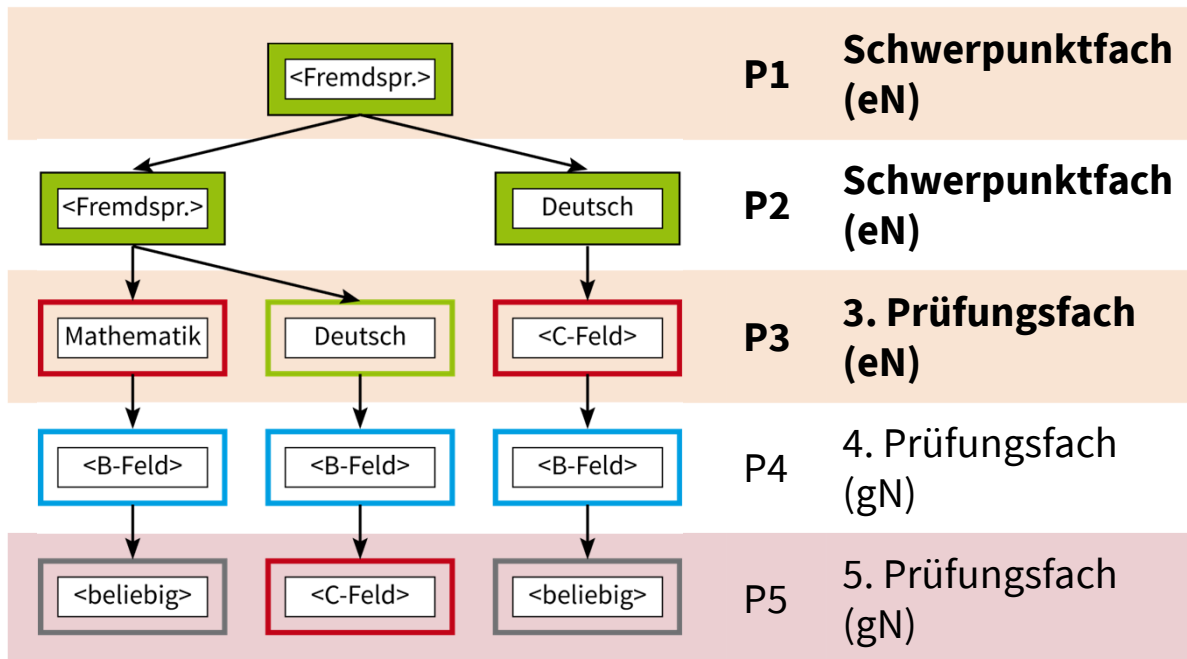 <Fremdspr.>
P1
Schwerpunktfach
(eN)
<Fremdspr.>
Deutsch
P2
Schwerpunktfach
(eN)
Mathematik
Deutsch
<C-Feld>
P3
3. Prüfungsfach
(eN)
<B-Feld>
<B-Feld>
<B-Feld>
P4
4. Prüfungsfach
(gN)
<beliebig>
<C-Feld>
<beliebig>
P5
5. Prüfungsfach
(gN)